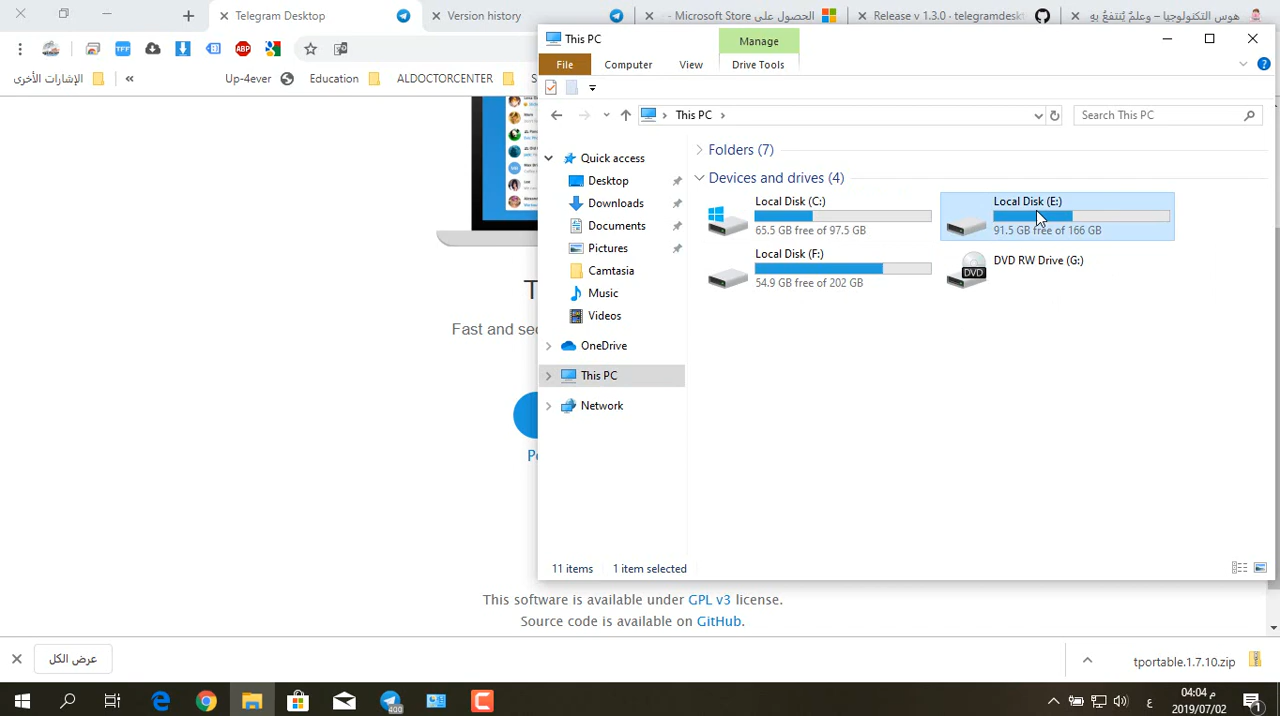 Telegram Desktop
Version history
الحصول على Microsoft Store -
Release v 1.3.0 · telegramdesk
هوس التكنولوجيا – وعلمٌ يُنتفعُ بهِ
TFF
ABP
الإشارات الأخرى
»
Up-4ever
Education
ALDOCTORCENTER
S
T
Fast and sec
This software is available under GPL v3 license.
Source code is available on GitHub.
This PC
Manage
File
Computer
View
Drive Tools
This PC
Search This PC
Quick access
Desktop
Downloads
Documents
Pictures
Camtasia
Music
Videos
OneDrive
This PC
Network
Folders (7)
Devices and drives (4)
Local Disk (C:)
65.5 GB free of 97.5 GB
Local Disk (E:)
91.5 GB free of 166 GB
Local Disk (F:)
54.9 GB free of 202 GB
DVD
DVD RW Drive (G:)
11 items
1 item selected
عرض الكل
tportable.1.7.10.zip
400
ع
04:04 م
2019/07/02
1